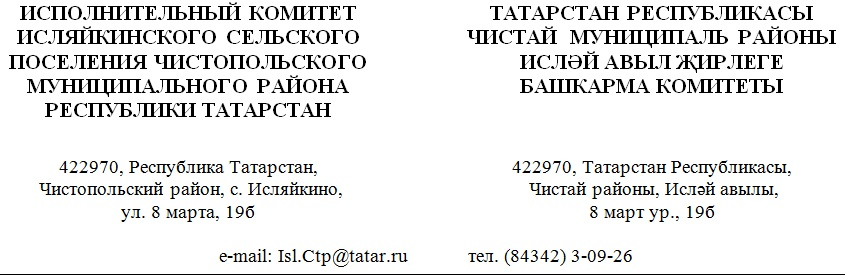 ИСПОЛНИТЕЛЬНЫЙ КОМИТЕТ
ИСЛЯЙКИНСКОГО СЕЛЬСКОГО
ПОСЕЛЕНИЯ ЧИСТОПОЛЬСКОГО
МУНИЦИПАЛЬНОГО РАЙОНА
РЕСПУБЛИКИ ТАТАРСТАН
422970, Республика Татарстан,
Чистопольский район, с. Исляйкино,
ул. 8 марта, 19б
ТАТАРСТАН РЕСПУБЛИКАСЫ
ЧИСТАЙ МУНИЦИПАЛЬ РАЙОНЫ
ИСЛӘЙ АВЫЛ ҖИРЛЕГЕ
БАШКАРМА КОМИТЕТЫ
422970, Татарстан Республикасы,
Чистай районы, Исләй авылы,
8 март ур., 19б
e-mail: Isl.Ctp@tatar.ru тел. (84342) 3-09-26